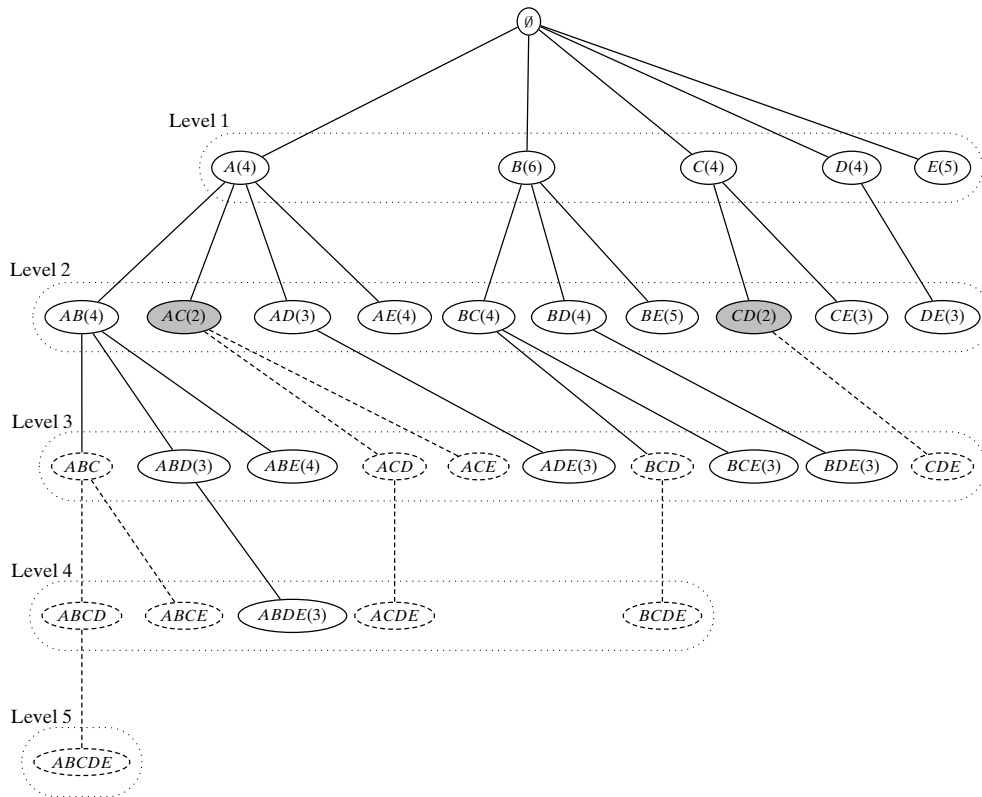 ∅
Level 1
A(4) B(6) C(4) D(4) E(5)
Level 2
AB(4) AC(2) AD(3) AE(4) BC(4) BD(4) BE(5) CD(2) CE(3) DE(3)
Level 3
ABC ABD(3) ABE(4) ACD ACE ADE(3) BCD BCE(3) BDE(3) CDE
Level 4
ABCD ABCE ABDE(3) ACDE BCDE
Level 5
ABCDE